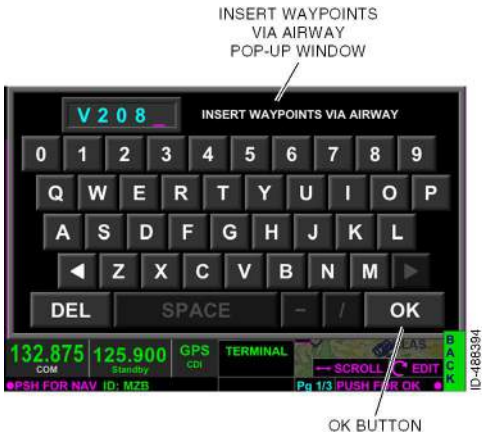 INSERT WAYPOINTS
VIA AIRWAY
POP-UP WINDOW
V208_ INSERT WAYPOINTS VIA AIRWAY
0 1 2 3 4 5 6 7 8 9
Q W E R T Y U I O P
A S D F G H J K L
◀ Z X C V B N M ▶
DEL SPACE - / OK
132.875 125.900 GPS TERMINAL
COM Standby CDI
SCROLL EDIT
PSH FOR NAV ID: MZB Pg 1/3 PUSH FOR OK
BACK
ID-488394
OK BUTTON